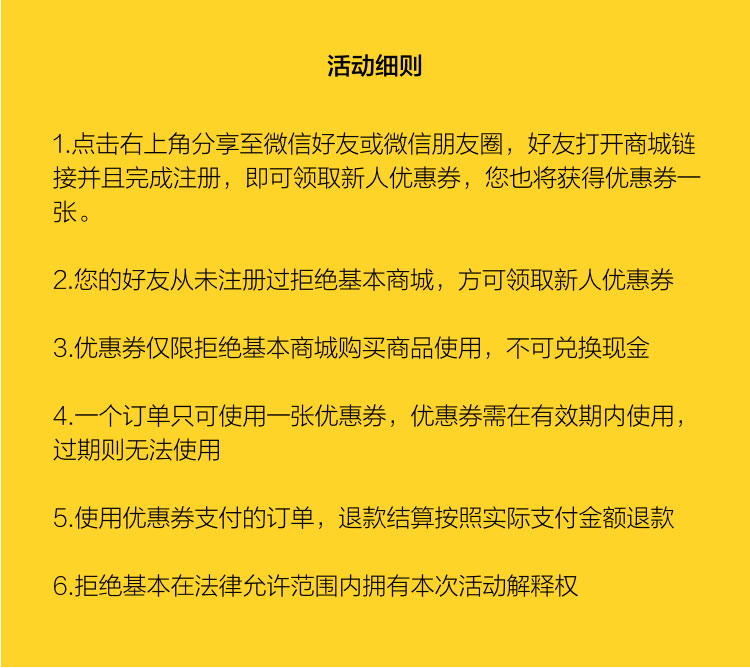 活动细则
1.点击右上角分享至微信好友或微信朋友圈，好友打开商城链
接并且完成注册，即可领取新人优惠券，您也将获得优惠券一
张。
2.您的好友从未注册过拒绝基本商城，方可领取新人优惠券
3.优惠券仅限拒绝基本商城购买商品使用，不可兑换现金
4.一个订单只可使用一张优惠券，优惠券需在有效期内使用，
过期则无法使用
5.使用优惠券支付的订单，退款结算按照实际支付金额退款
6.拒绝基本在法律允许范围内拥有本次活动解释权